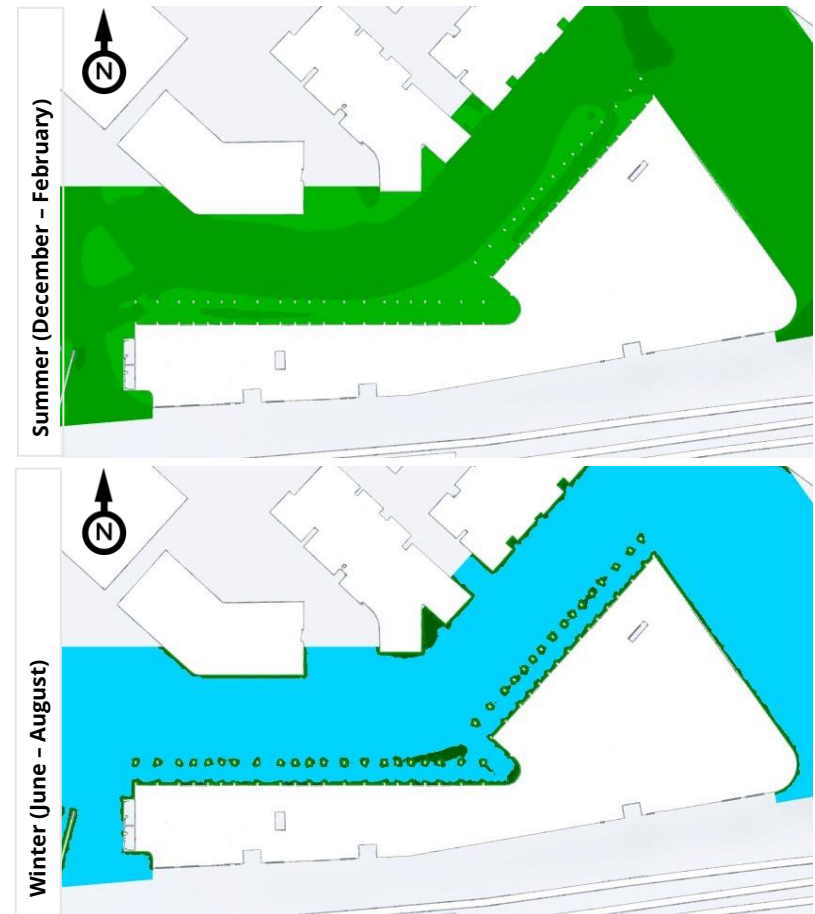 Summer (December – February)
N
Winter (June – August)
N